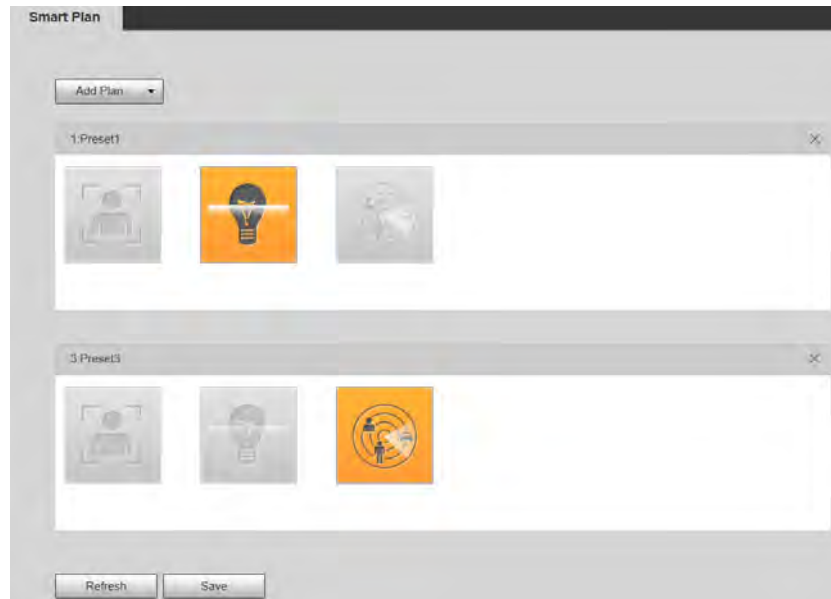 Smart Plan
Add Plan
1:Preset1
3:Preset3
Refresh
Save